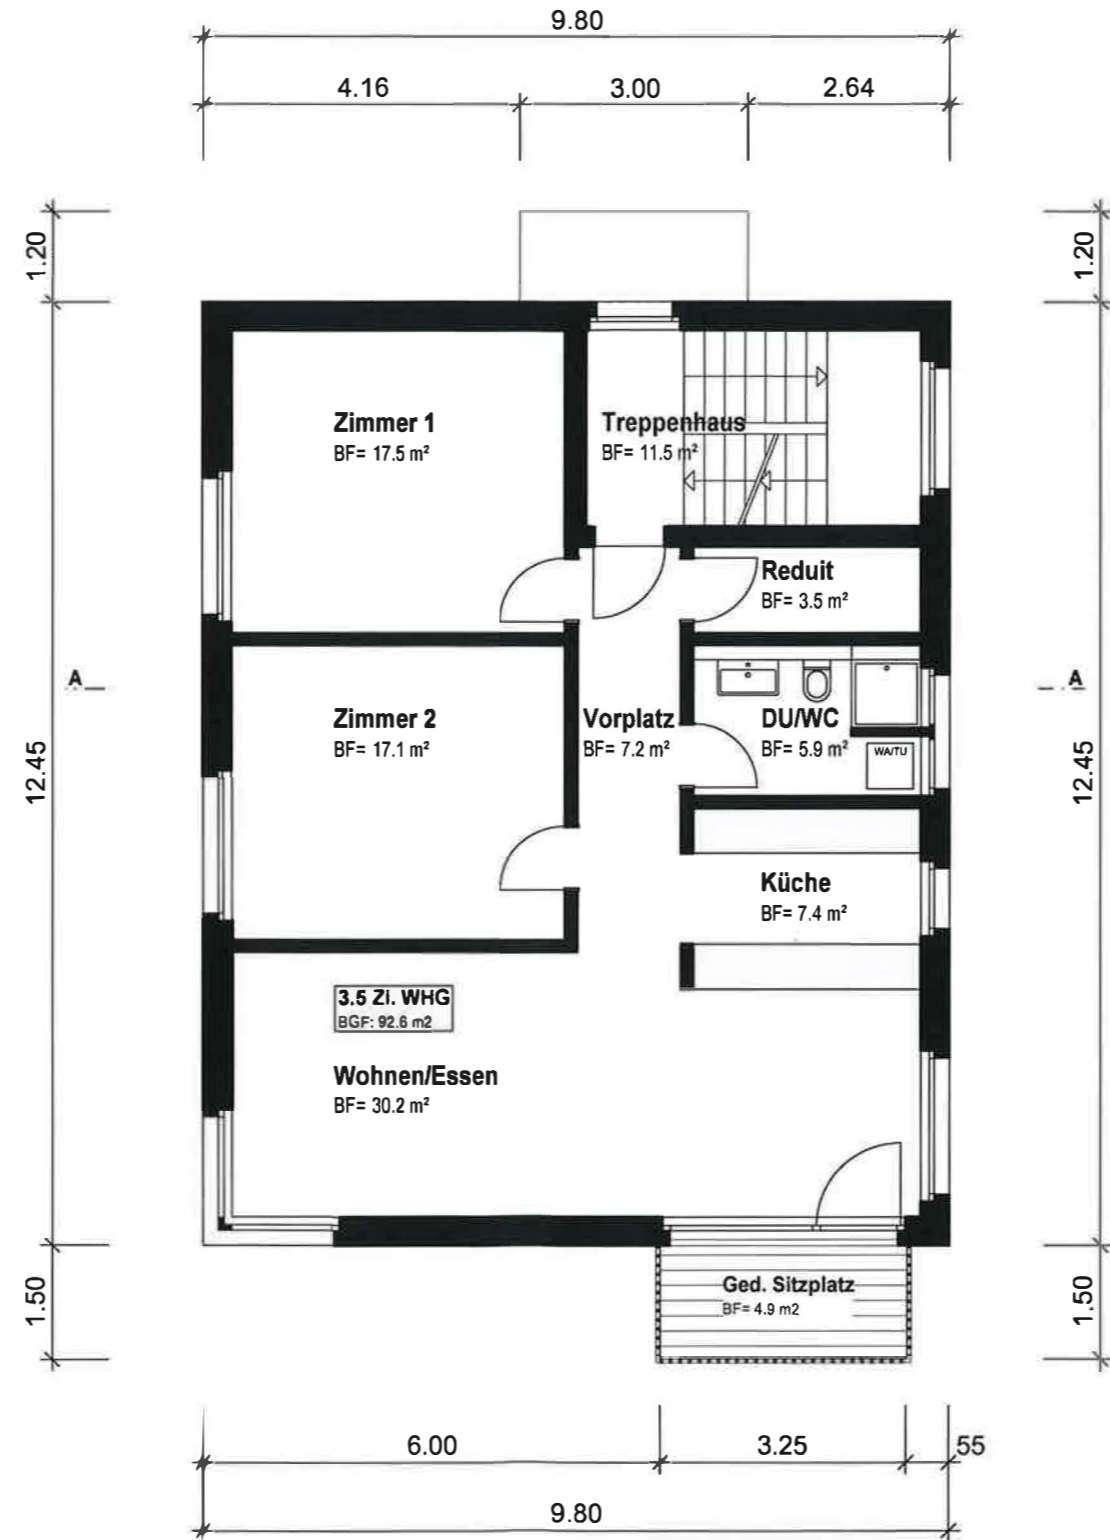 9.80
4.16 3.00 2.64
1.20 1.20
Zimmer 1
BF= 17.5 m²
Treppenhaus
BF= 11.5 m²
Reduit
BF= 3.5 m²
A A
Zimmer 2
BF= 17.1 m²
Vorplatz
BF= 7.2 m²
DU/WC
BF= 5.9 m²
WA/TU
12.45 12.45
Küche
BF= 7.4 m²
3.5 Zi. WHG
BGF: 92.6 m2
Wohnen/Essen
BF= 30.2 m²
Ged. Sitzplatz
BF= 4.9 m2
1.50 1.50
6.00 3.25 55
9.80